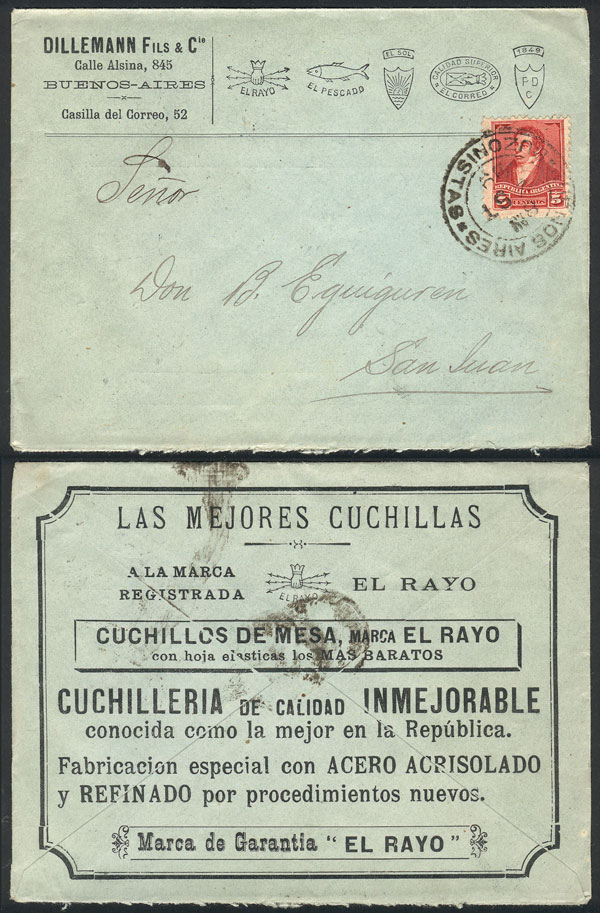 DILLEMANN FILS & Cie
Calle Alsina, 845
BUENOS-AIRES
Casilla del Correo, 52
EL RAYO
EL PESCADO
EL SOL
CALIDAD SUPERIOR
EL CORREO
1849
F D
C
REPUBLICA ARGENTINA
5 CENTAVOS 5
BUENOS AIRES
Señor
Don B. Eguiguren
San Juan
LAS MEJORES CUCHILLAS
A LA MARCA
REGISTRADA
EL RAYO
EL RAYO
CUCHILLOS DE MESA, MARCA EL RAYO
con hoja elasticas los MAS BARATOS
CUCHILLERIA DE CALIDAD INMEJORABLE
conocida como la mejor en la República.
Fabricacion especial con ACERO ACRISOLADO
y REFINADO por procedimientos nuevos.
Marca de Garantia "EL RAYO"